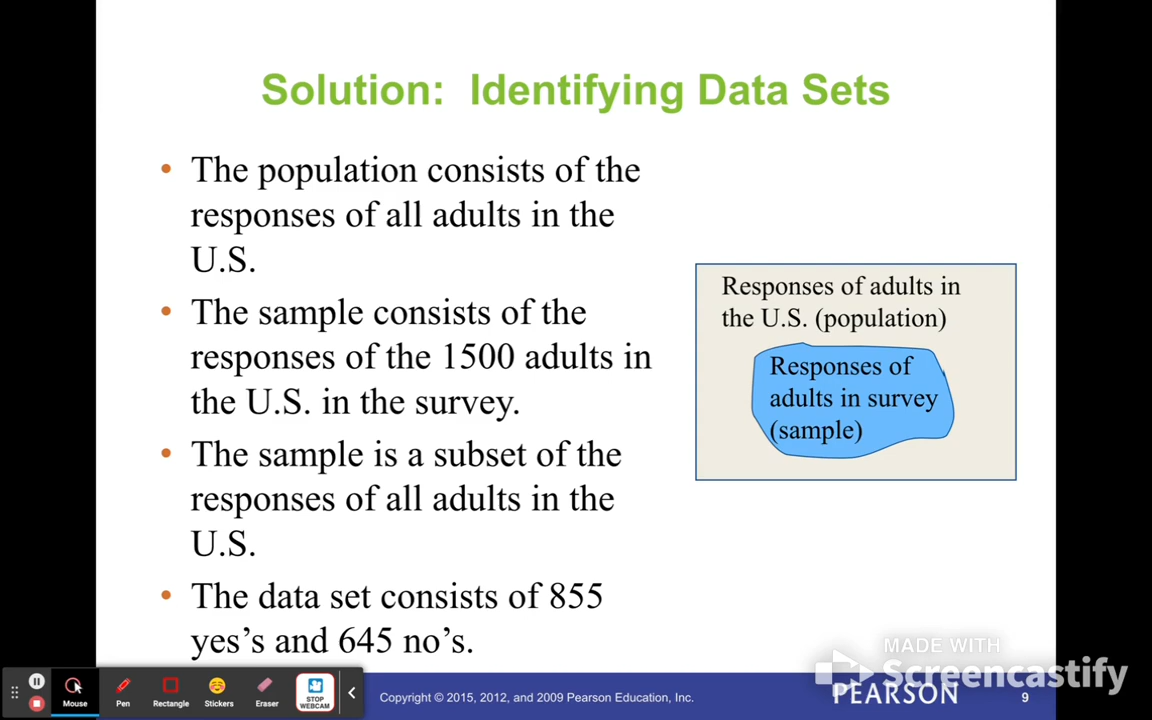 Solution: Identifying Data Sets
• The population consists of the
responses of all adults in the
U.S.
• The sample consists of the
responses of the 1500 adults in
the U.S. in the survey.
• The sample is a subset of the
responses of all adults in the
U.S.
• The data set consists of 855
yes’s and 645 no’s.
Responses of adults in
the U.S. (population)
Responses of
adults in survey
(sample)
MADE WITH
Screencastify
Mouse
Pen
Rectangle
Stickers
Eraser
STOP
WEBCAM
Copyright © 2015, 2012, and 2009 Pearson Education, Inc.
PEARSON
9